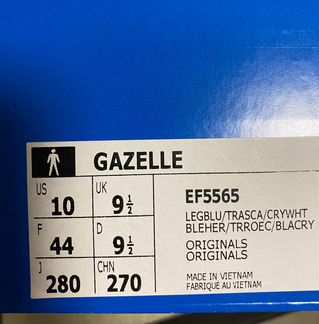 GAZELLE
US UK
10 9½
F D
44 9½
J CHN
280 270
EF5565
LEGBLU/TRASCA/CRYWHT
BLEHER/TRROEC/BLACRY
ORIGINALS
ORIGINALS
MADE IN VIETNAM
FABRIQUÉ AU VIETNAM